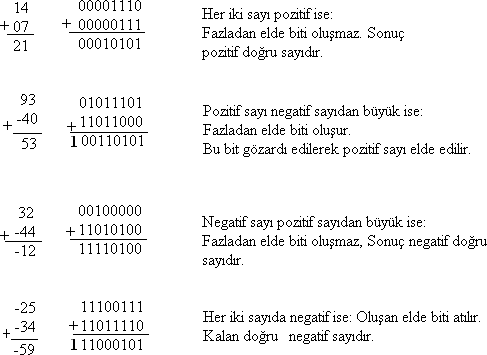 14 00001110 Her iki sayı pozitif ise:
+ 07 + 00000111 Fazladan elde biti oluşmaz. Sonuç
21 00010101 pozitif doğru sayıdır.
93 01011101 Pozitif sayı negatif sayıdan büyük ise:
+ -40 + 11011000 Fazladan elde biti oluşur.
53 1 00110101 Bu bit gözardı edilerek pozitif sayı elde edilir.
32 00100000 Negatif sayı pozitif sayıdan büyük ise:
+ -44 + 11010100 Fazladan elde biti oluşmaz, Sonuç negatif doğru
-12 11110100 sayıdır.
-25 11100111 Her iki sayıda negatif ise: Oluşan elde biti atılır.
+ -34 + 11011110 Kalan doğru negatif sayıdır.
-59 1 11000101